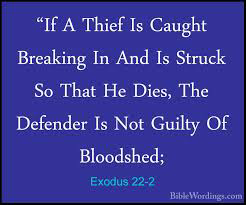 “If A Thief Is Caught
Breaking In And Is Struck
So That He Dies, The
Defender Is Not Guilty Of
Bloodshed;
Exodus 22-2
BibleWordings.com